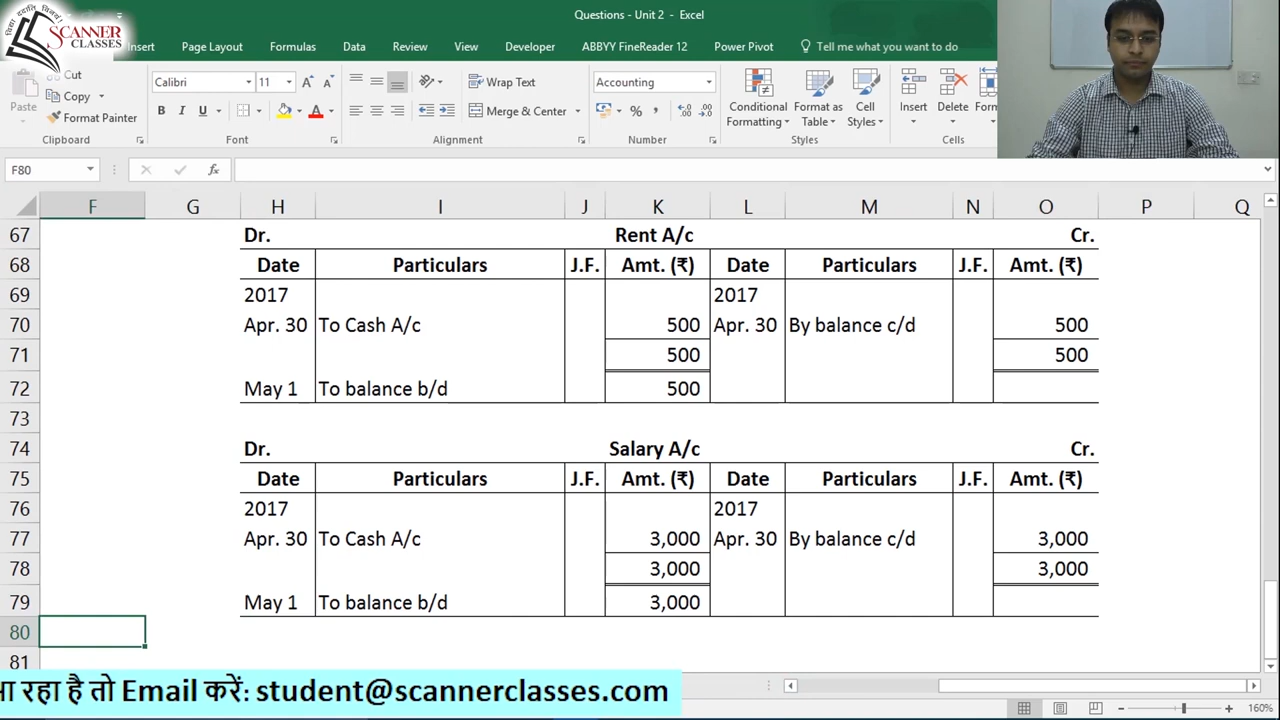 विद्या ददाति विनयं।
SCANNER
CLASSES
Questions - Unit 2 - Excel
Insert Page Layout Formulas Data Review View Developer ABBYY FineReader 12 Power Pivot Tell me what you want to do
Cut
Copy
Paste
Format Painter
Clipboard
Calibri 11
B I U
Font
Wrap Text
Merge & Center
Alignment
Accounting
% ,
Number
Conditional Formatting Format as Table Cell Styles
Styles
Insert Delete Form
Cells
F80 fx
F G H I J K L M N O P Q
67 Dr. Rent A/c Cr.
68 Date Particulars J.F. Amt. (₹) Date Particulars J.F. Amt. (₹)
69 2017 2017
70 Apr. 30 To Cash A/c 500 Apr. 30 By balance c/d 500
71 500 500
72 May 1 To balance b/d 500
73
74 Dr. Salary A/c Cr.
75 Date Particulars J.F. Amt. (₹) Date Particulars J.F. Amt. (₹)
76 2017 2017
77 Apr. 30 To Cash A/c 3,000 Apr. 30 By balance c/d 3,000
78 3,000 3,000
79 May 1 To balance b/d 3,000
80
81
रहा है तो Email करें: student@scannerclasses.com
160%